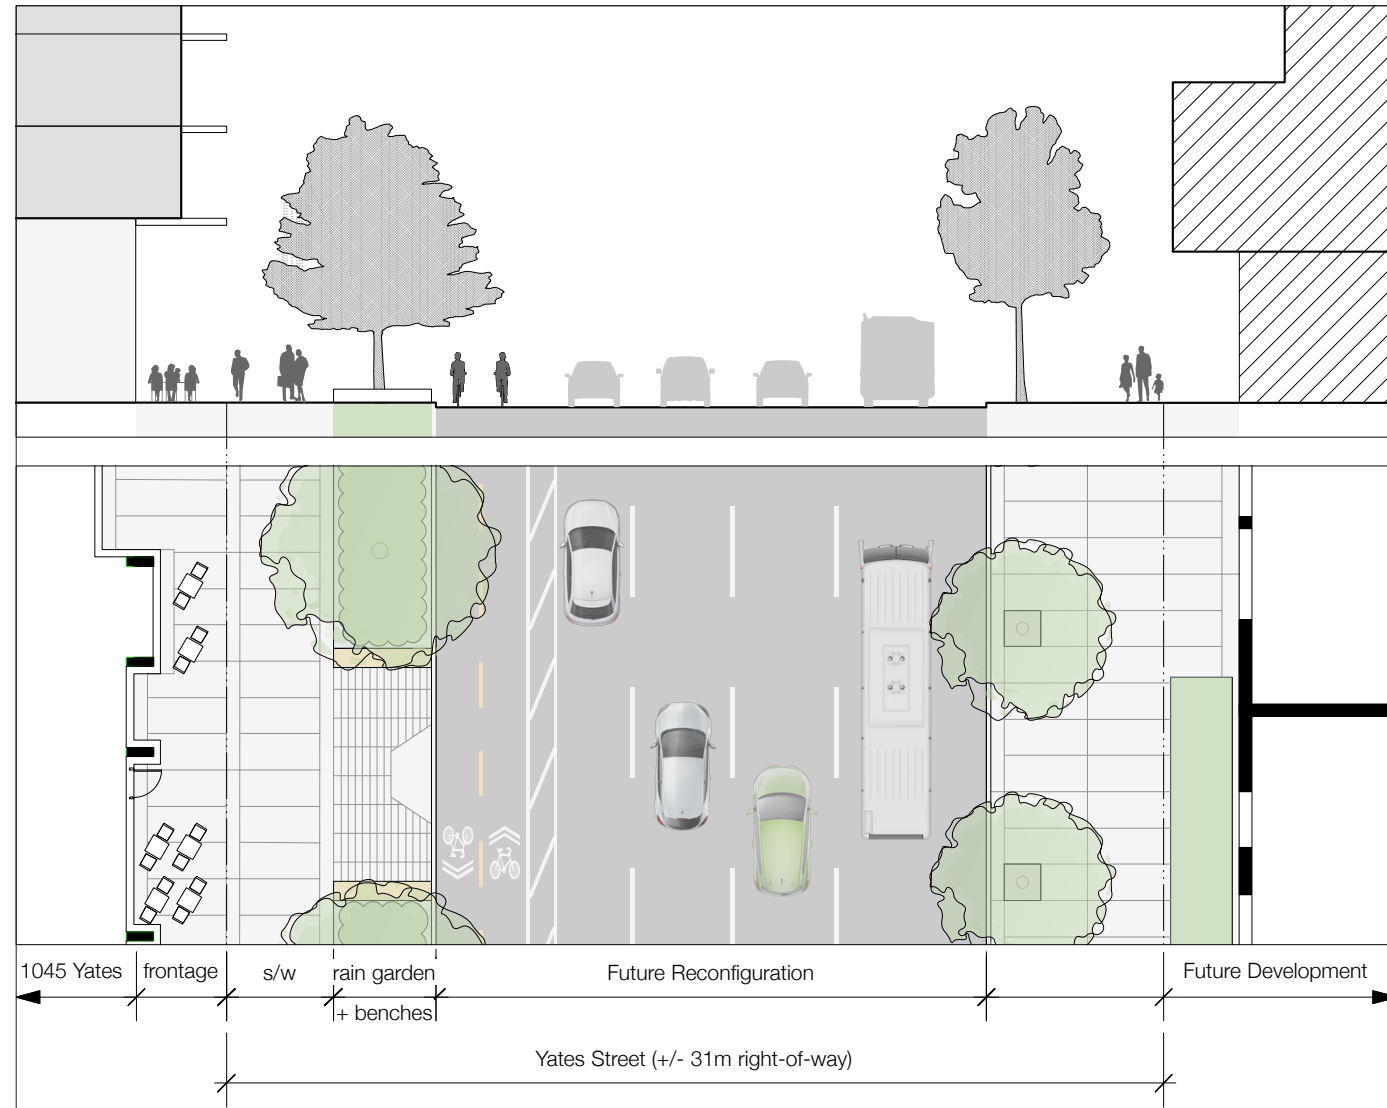 1045 Yates
frontage
s/w
rain garden
+ benches
Future Reconfiguration
Future Development
Yates Street (+/- 31m right-of-way)